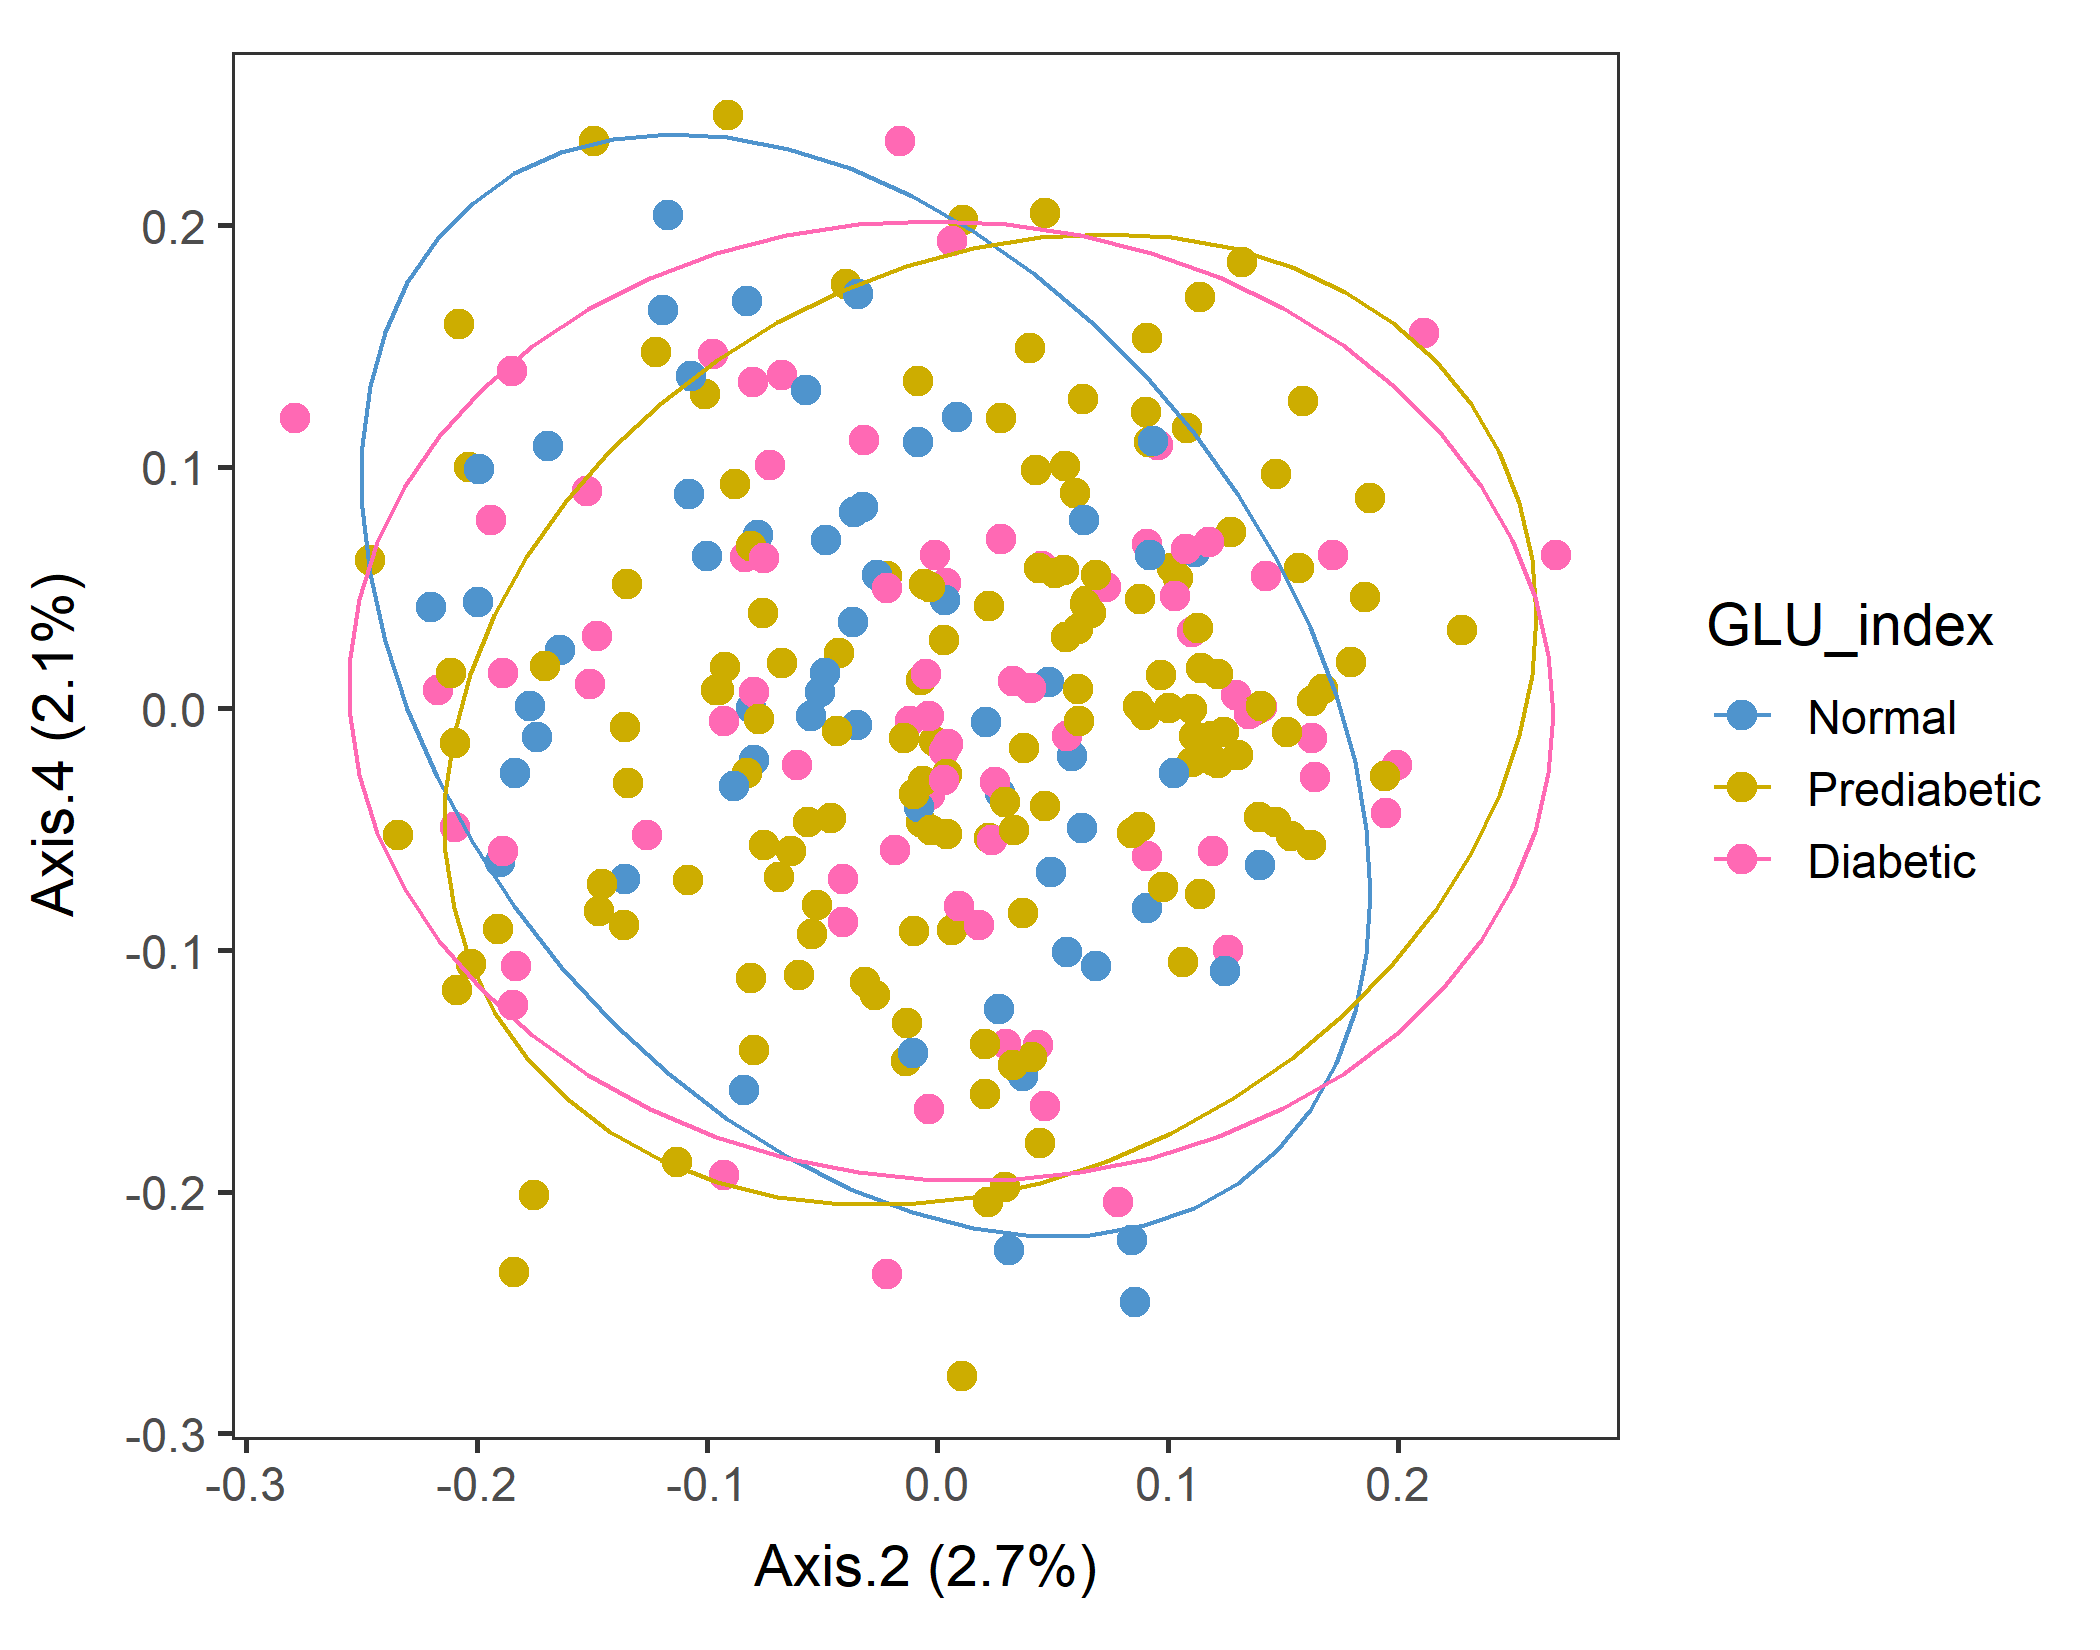 0.2
0.1
0.0
-0.1
-0.2
-0.3
-0.3 -0.2 -0.1 0.0 0.1 0.2
Axis.2 (2.7%)
Axis.4 (2.1%)
GLU_index
Normal
Prediabetic
Diabetic